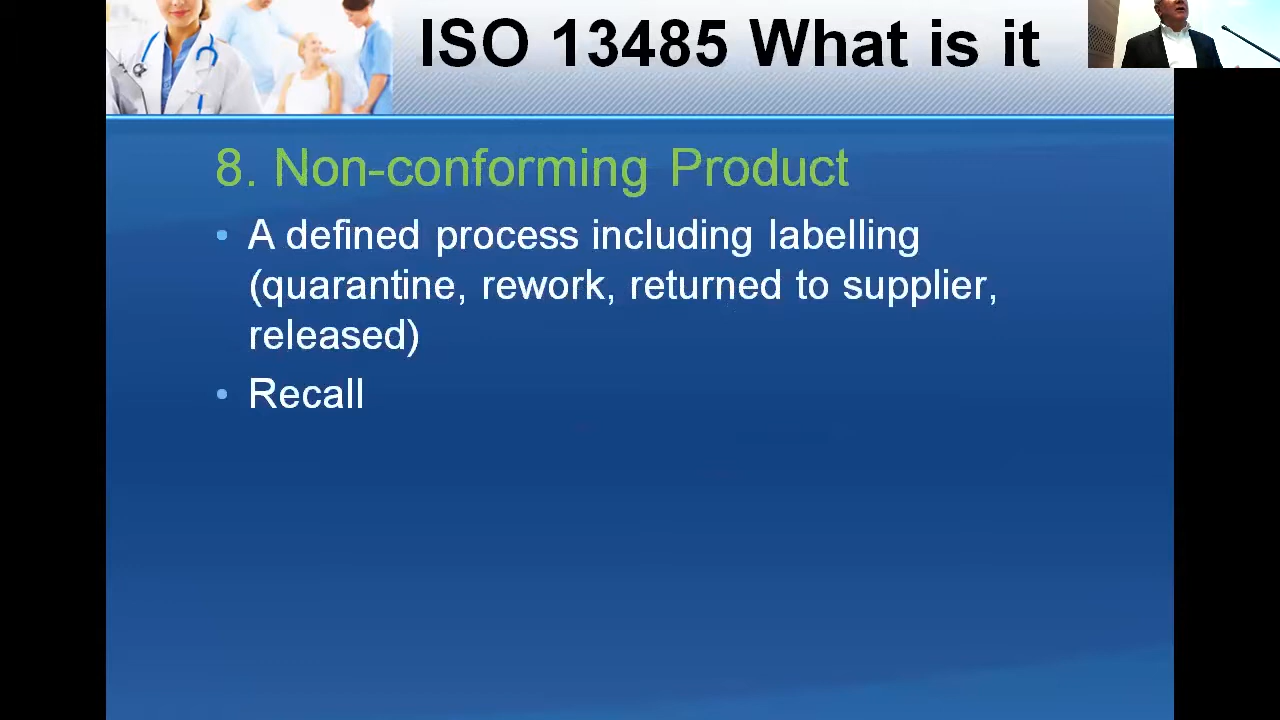 ISO 13485 What is it
8. Non-conforming Product
• A defined process including labelling
(quarantine, rework, returned to supplier,
released)
• Recall